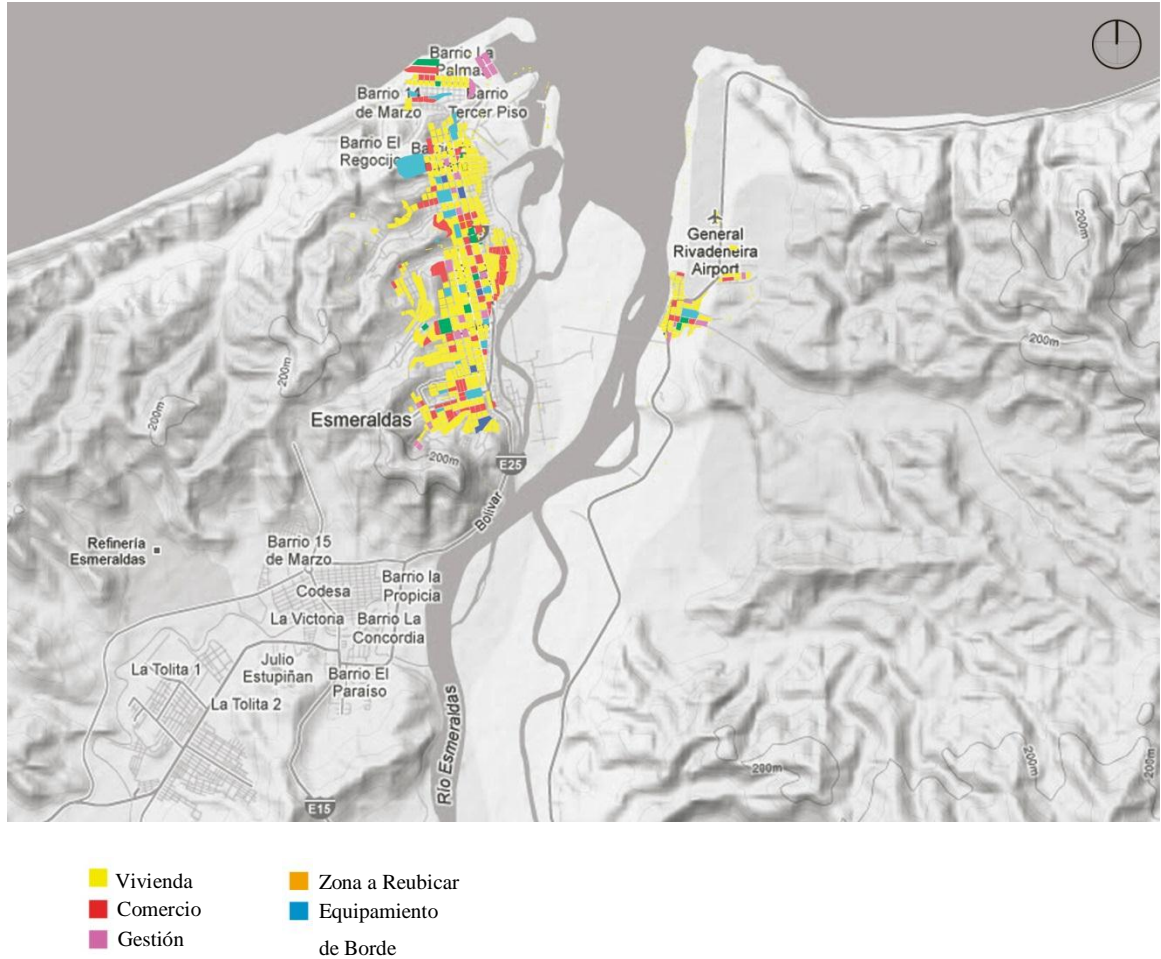 Barrio La
Palmas
Barrio 14
de Marzo
Barrio
Tercer Piso
Barrio El
Regocijo
General
Rivadeneira
Airport
200m
200m
200m
200m
Esmeraldas
200m
E25
Bolívar
Refinería
Esmeraldas
Barrio 15
de Marzo
Codesa
Barrio la
Propicia
La Victoria
Barrio La
Concordia
La Tolita 1
Julio
Estupiñan
Barrio El
Paraíso
La Tolita 2
Río Esmeraldas
E15
200m
200m
200m
Vivienda
Comercio
Gestión
Zona a Reubicar
Equipamiento
de Borde